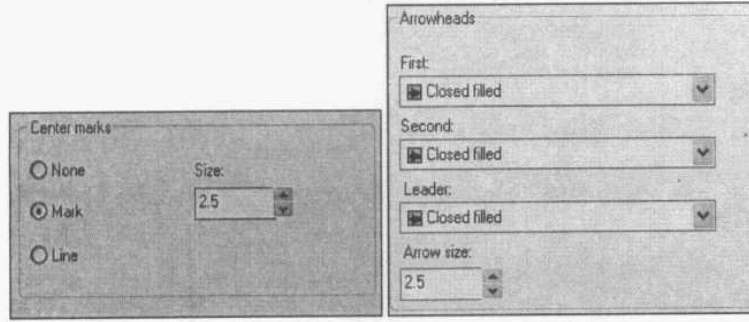 Center marks
None
Mark
Line
Size:
2.5
Arrowheads
First:
Closed filled
Second:
Closed filled
Leader:
Closed filled
Arrow size:
2.5